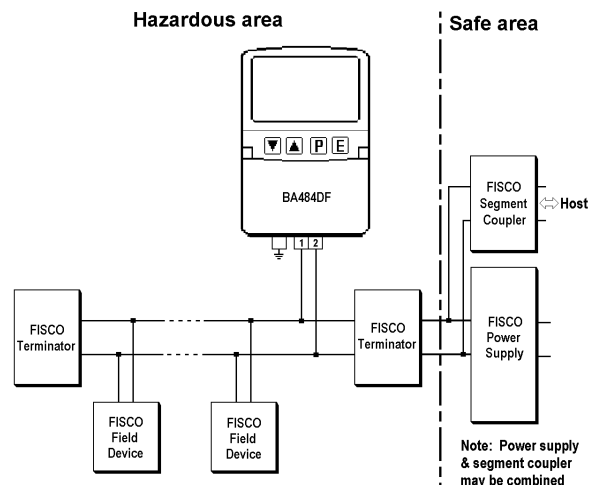 Hazardous area
Safe area
P E
BA484DF
1 2
FISCO
Segment
Coupler
Host
FISCO
Terminator
FISCO
Terminator
FISCO
Power
Supply
FISCO
Field
Device
FISCO
Field
Device
Note: Power supply
& segment coupler
may be combined